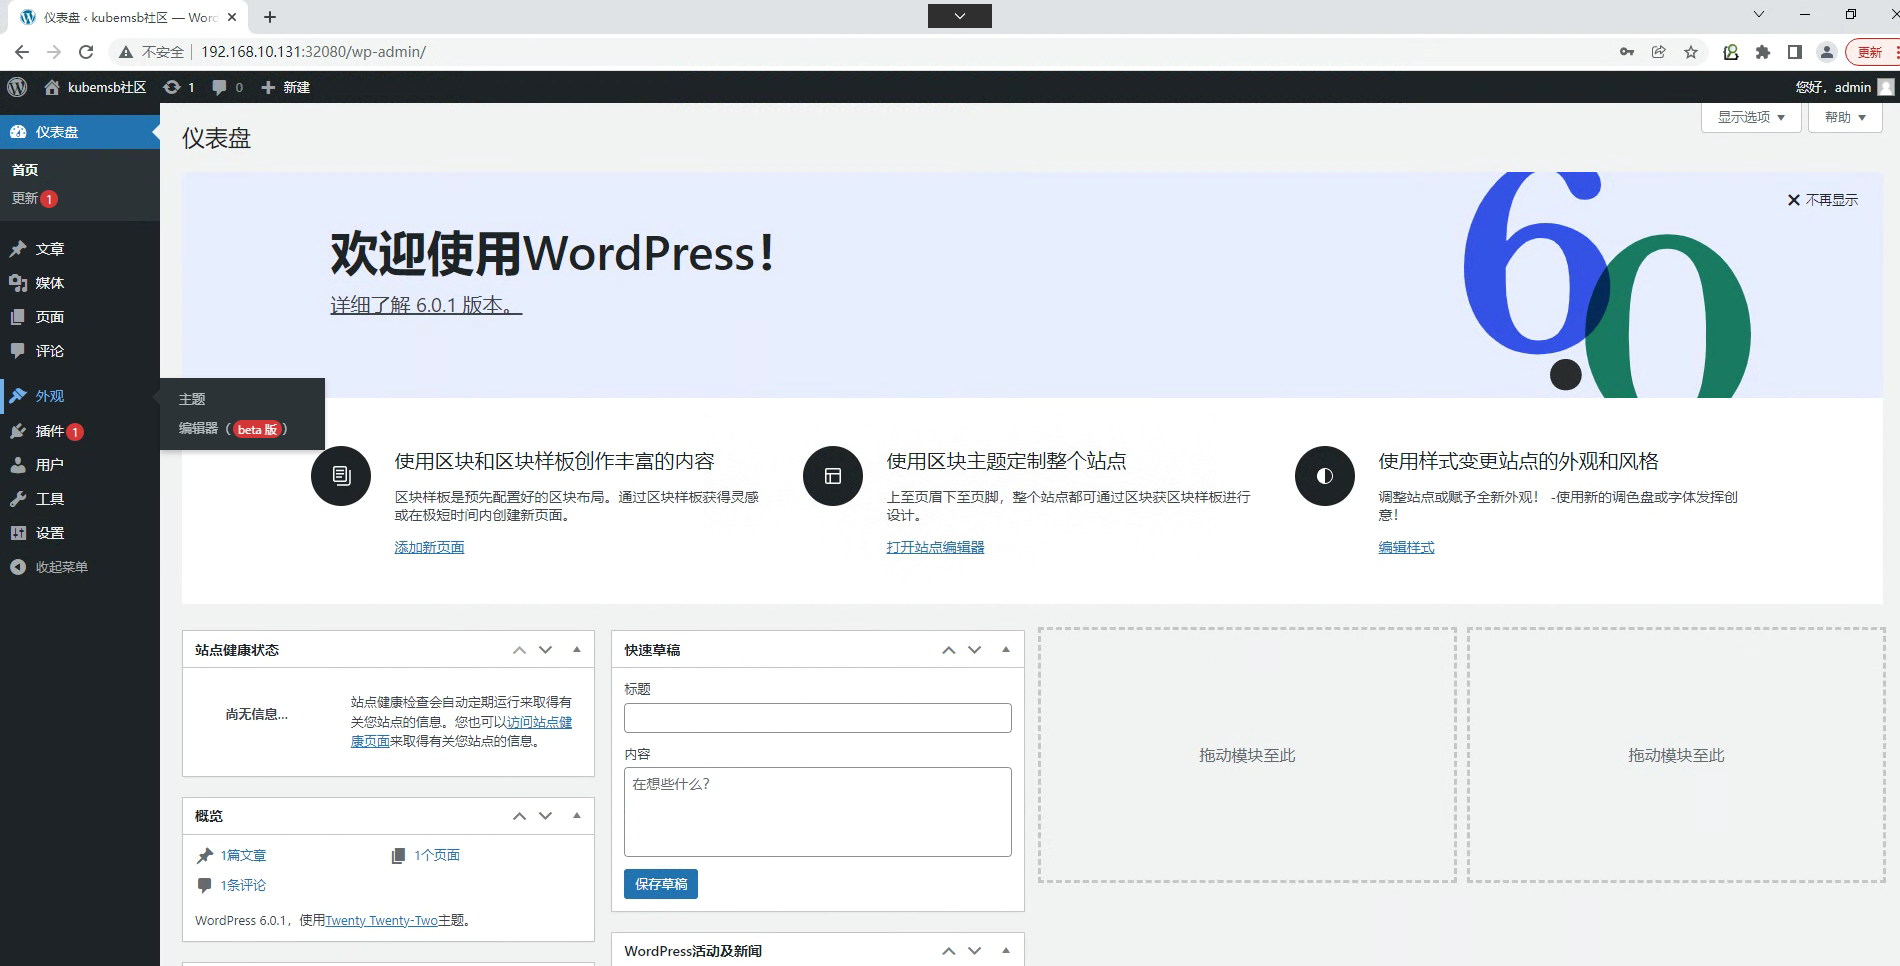 仪表盘 ‹ kubemsb社区 — Word
不安全
192.168.10.131:32080/wp-admin/
更新
kubemsb社区
1
0
新建
您好，admin
仪表盘
首页
更新 1
文章
媒体
页面
评论
外观
插件 1
用户
工具
设置
收起菜单
主题
编辑器（beta 版）
仪表盘
显示选项
帮助
不再显示
欢迎使用WordPress！
详细了解 6.0.1 版本。
6.0
使用区块和区块样板创作丰富的内容
区块样板是预先配置好的区块布局。通过区块样板获得灵感
或在极短时间内创建新页面。
添加新页面
使用区块主题定制整个站点
上至页眉下至页脚，整个站点都可通过区块获区块样板进行
设计。
打开站点编辑器
使用样式变更站点的外观和风格
调整站点或赋予全新外观！ -使用新的调色盘或字体发挥创
意！
编辑样式
站点健康状态
尚无信息...
站点健康检查会自动定期运行来取得有
关您站点的信息。您也可以访问站点健
康页面来取得有关您站点的信息。
概览
1篇文章
1个页面
1条评论
WordPress 6.0.1，使用Twenty Twenty-Two主题。
快速草稿
标题
内容
在想些什么？
保存草稿
WordPress活动及新闻
拖动模块至此
拖动模块至此